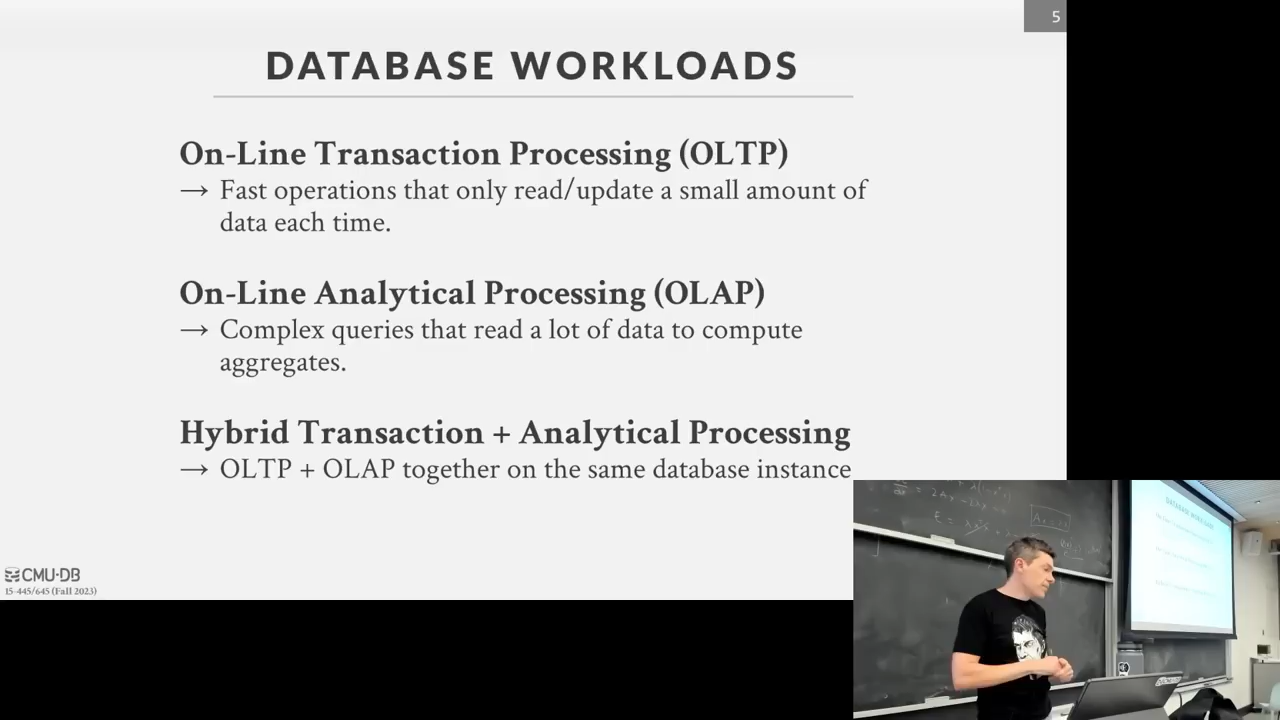 5
DATABASE WORKLOADS
On-Line Transaction Processing (OLTP)
→ Fast operations that only read/update a small amount of
data each time.
On-Line Analytical Processing (OLAP)
→ Complex queries that read a lot of data to compute
aggregates.
Hybrid Transaction + Analytical Processing
→ OLTP + OLAP together on the same database instance
CMU·DB
15-445/645 (Fall 2023)
DATABASE WORKLOADS